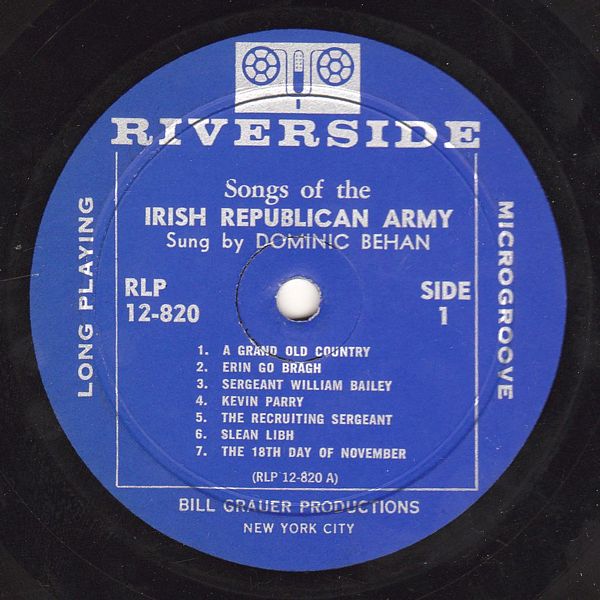 RIVERSIDE
Songs of the
IRISH REPUBLICAN ARMY
Sung by DOMINIC BEHAN
LONG PLAYING
MICROGROOVE
RLP
12-820
SIDE
1
1. A GRAND OLD COUNTRY
2. ERIN GO BRAGH
3. SERGEANT WILLIAM BAILEY
4. KEVIN PARRY
5. THE RECRUITING SERGEANT
6. SLEAN LIBH
7. THE 18TH DAY OF NOVEMBER
(RLP 12-820 A)
BILL GRAUER PRODUCTIONS
NEW YORK CITY